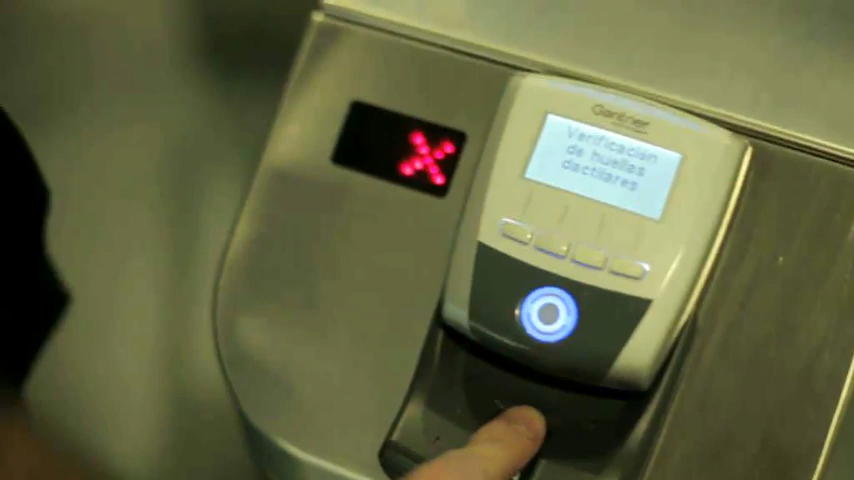 Gantner
Verificación
de huellas
dactilares